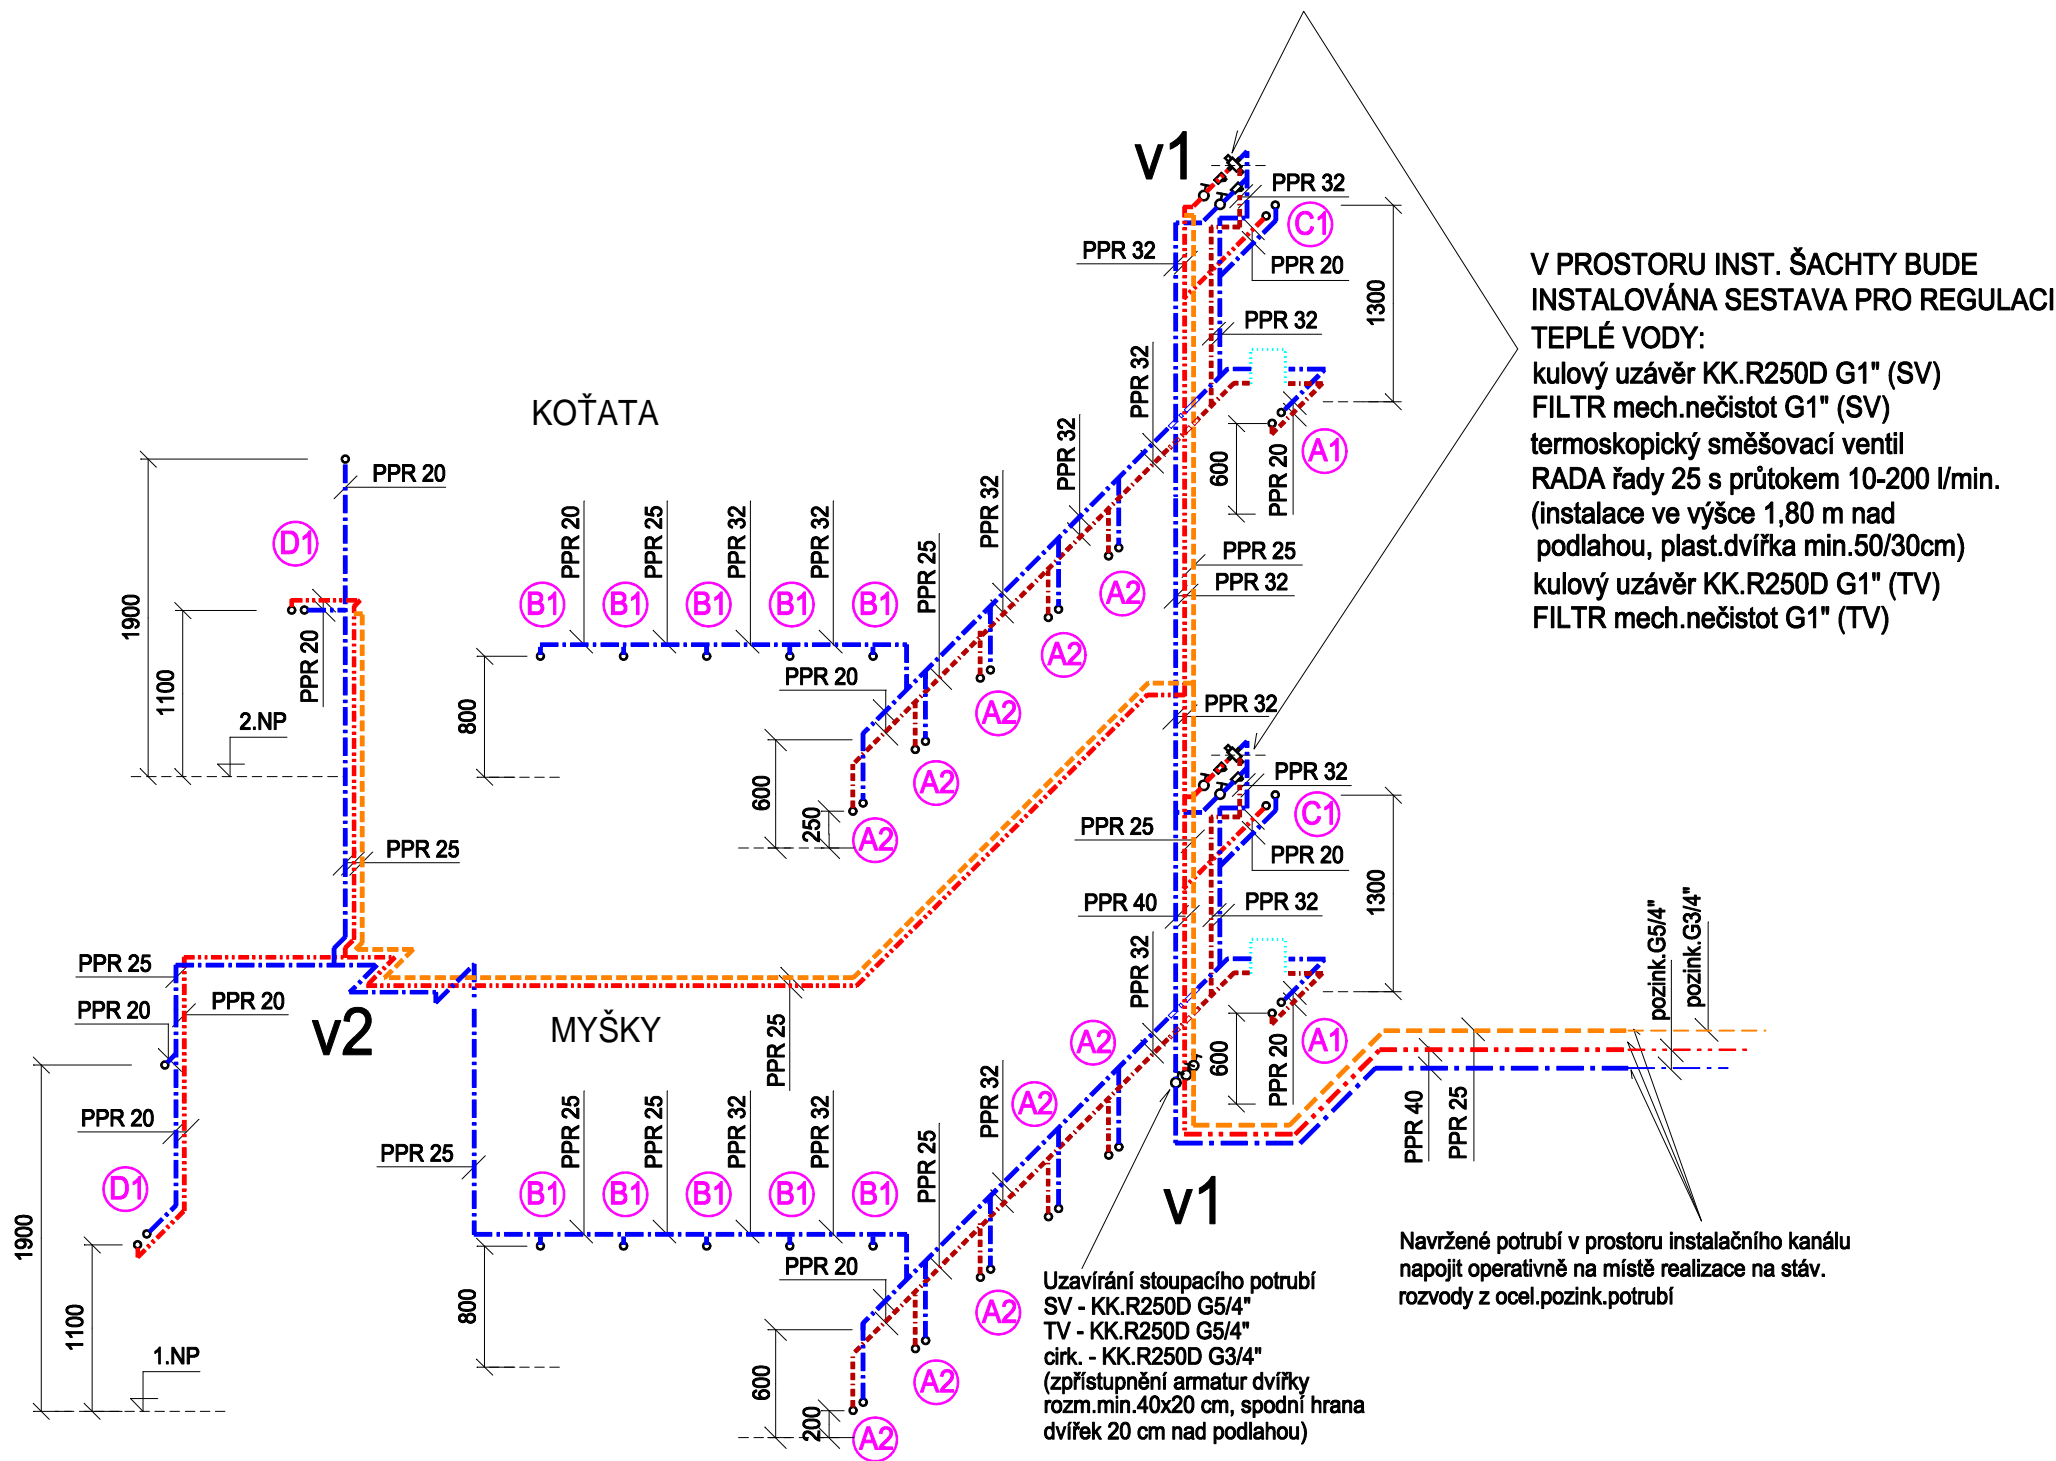 v1
PPR 32
C1
PPR 32
PPR 20
1300
PPR 32
PPR 32
A1
600
PPR 20
V PROSTORU INST. ŠACHTY BUDE
INSTALOVÁNA SESTAVA PRO REGULACI
TEPLÉ VODY:
kulový uzávěr KK.R250D G1" (SV)
FILTR mech.nečistot G1" (SV)
termoskopický směšovací ventil
RADA řady 25 s průtokem 10-200 l/min.
(instalace ve výšce 1,80 m nad
podlahou, plast.dvířka min.50/30cm)
kulový uzávěr KK.R250D G1" (TV)
FILTR mech.nečistot G1" (TV)
KOŤATA
PPR 20
D1
1900
1100
PPR 20
2.NP
PPR 25
PPR 20
PPR 25
PPR 32
PPR 32
B1
B1
B1
B1
B1
800
PPR 25
PPR 32
PPR 32
PPR 20
A2
A2
A2
A2
A2
600
250
PPR 25
PPR 32
PPR 32
PPR 32
C1
PPR 25
PPR 20
1300
PPR 40
PPR 32
PPR 32
A1
600
PPR 20
pozink.G5/4"
pozink.G3/4"
PPR 40
PPR 25
PPR 25
PPR 20
PPR 20
v2
MYŠKY
PPR 25
PPR 20
D1
1900
1100
1.NP
PPR 25
PPR 25
PPR 25
PPR 32
PPR 32
B1
B1
B1
B1
B1
800
PPR 25
PPR 32
PPR 20
A2
A2
A2
A2
A2
600
200
v1
Uzavírání stoupacího potrubí
SV - KK.R250D G5/4"
TV - KK.R250D G5/4"
cirk. - KK.R250D G3/4"
(zpřístupnění armatur dvířky
rozm.min.40x20 cm, spodní hrana
dvířek 20 cm nad podlahou)
Navržené potrubí v prostoru instalačního kanálu
napojit operativně na místě realizace na stáv.
rozvody z ocel.pozink.potrubí